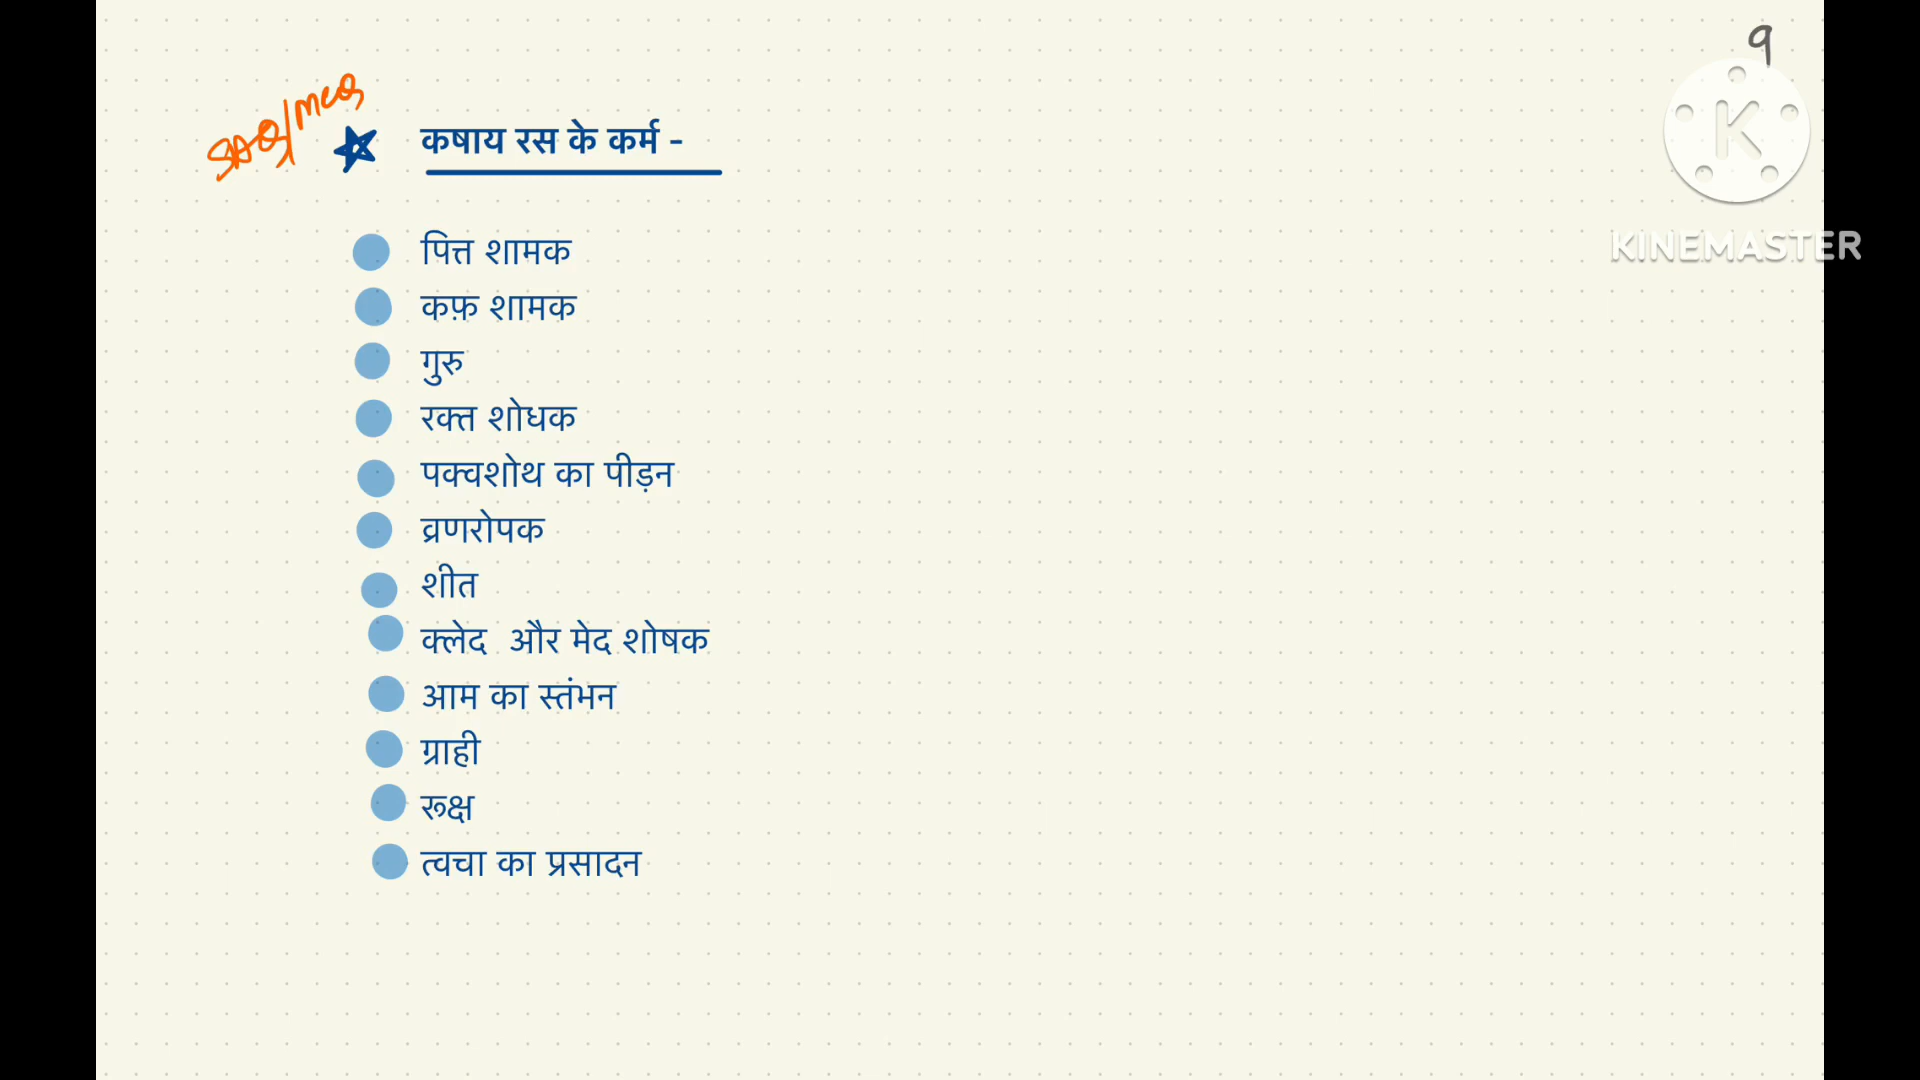 9
SAQ/MCQ
कषाय रस के कर्म -
पित्त शामक
कफ़ शामक
गुरु
रक्त शोधक
पक्वशोथ का पीड़न
व्रणरोपक
शीत
क्लेद और मेद शोषक
आम का स्तंभन
ग्राही
रूक्ष
त्वचा का प्रसादन
K
KINEMASTER